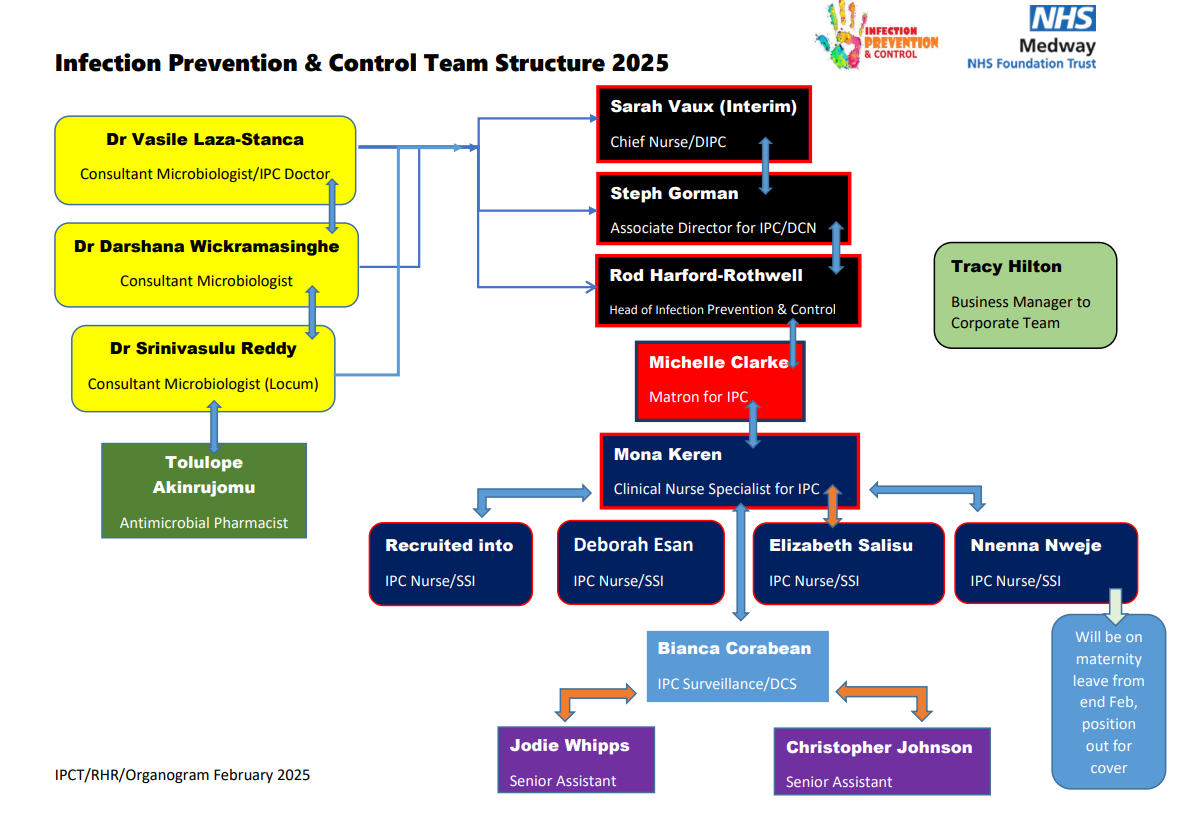 INFECTION
PREVENTION
& CONTROL
NHS
Medway
NHS Foundation Trust
Infection Prevention & Control Team Structure 2025
Sarah Vaux (Interim)
Chief Nurse/DIPC
Dr Vasile Laza-Stanca
Consultant Microbiologist/IPC Doctor
Steph Gorman
Associate Director for IPC/DCN
Dr Darshana Wickramasinghe
Consultant Microbiologist
Rod Harford-Rothwell
Head of Infection Prevention & Control
Tracy Hilton
Business Manager to
Corporate Team
Dr Srinivasulu Reddy
Consultant Microbiologist (Locum)
Michelle Clarke
Matron for IPC
Tolulope
Akinrujomu
Antimicrobial Pharmacist
Mona Keren
Clinical Nurse Specialist for IPC
Recruited into
IPC Nurse/SSI
Deborah Esan
IPC Nurse/SSI
Elizabeth Salisu
IPC Nurse/SSI
Nnenna Nweje
IPC Nurse/SSI
Will be on
maternity
leave from
end Feb,
position
out for
cover
Bianca Corabean
IPC Surveillance/DCS
Jodie Whipps
Senior Assistant
Christopher Johnson
Senior Assistant
IPCT/RHR/Organogram February 2025